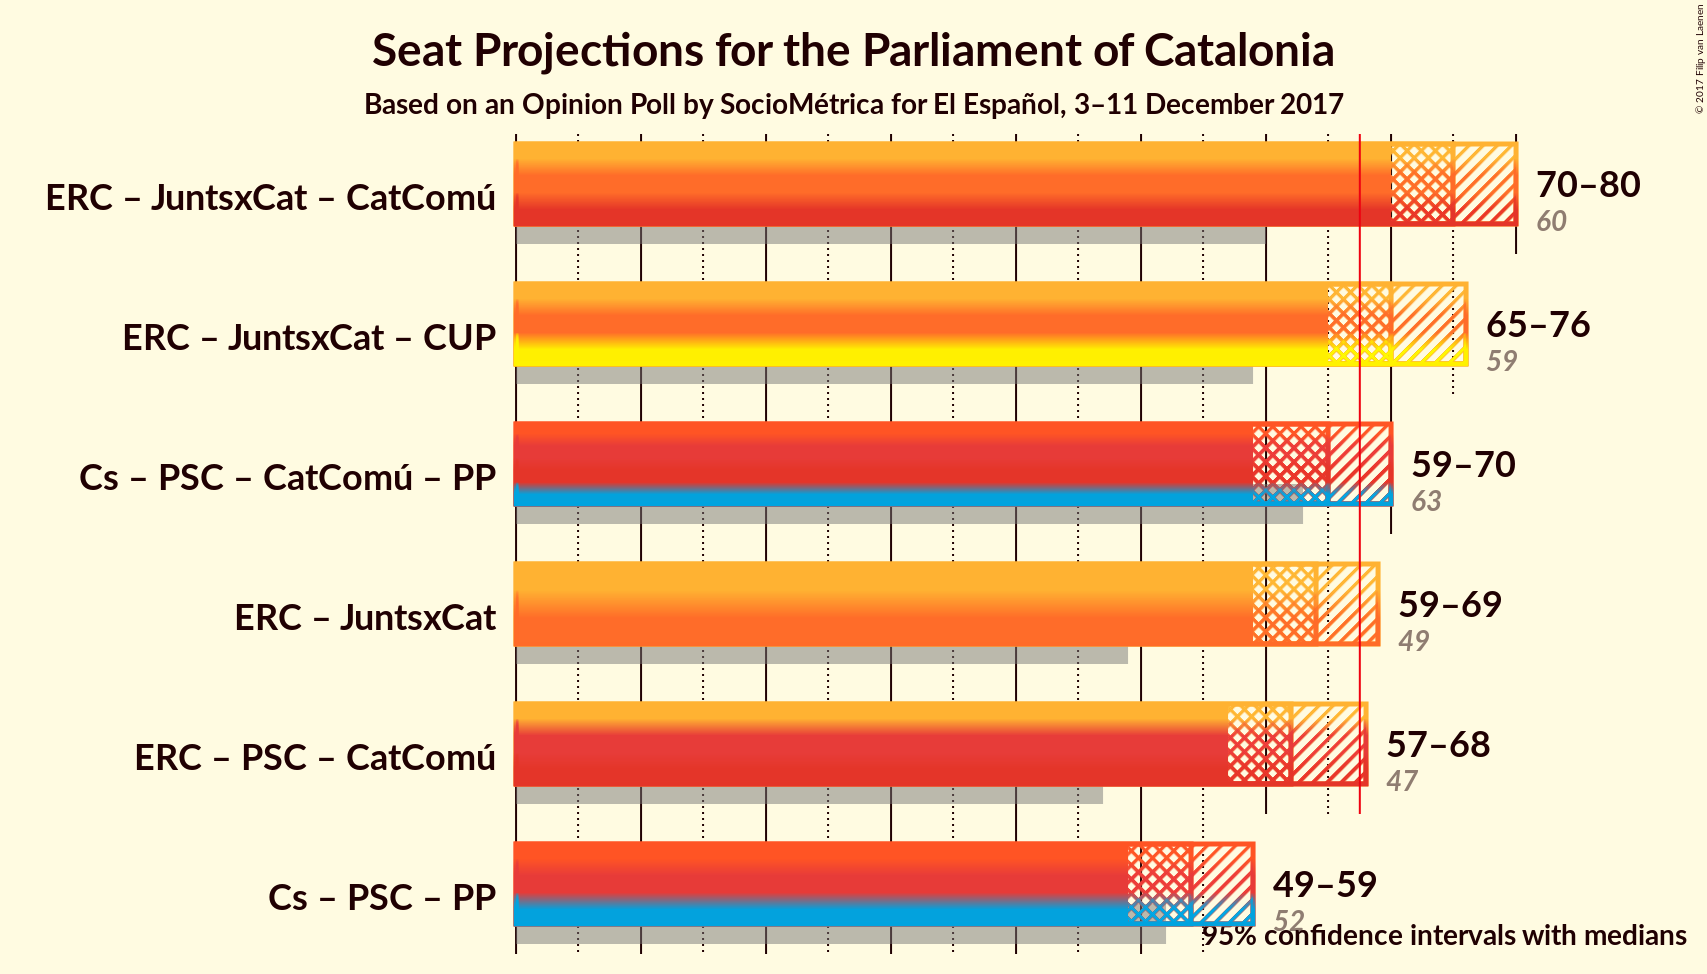 Seat Projections for the Parliament of Catalonia
Based on an Opinion Poll by SocioMétrica for El Español, 3–11 December 2017
© 2017 Filip van Laenen
ERC – JuntsxCat – CatComú
70–80
60
ERC – JuntsxCat – CUP
65–76
59
Cs – PSC – CatComú – PP
59–70
63
ERC – JuntsxCat
59–69
49
ERC – PSC – CatComú
57–68
47
Cs – PSC – PP
49–59
52
95% confidence intervals with medians